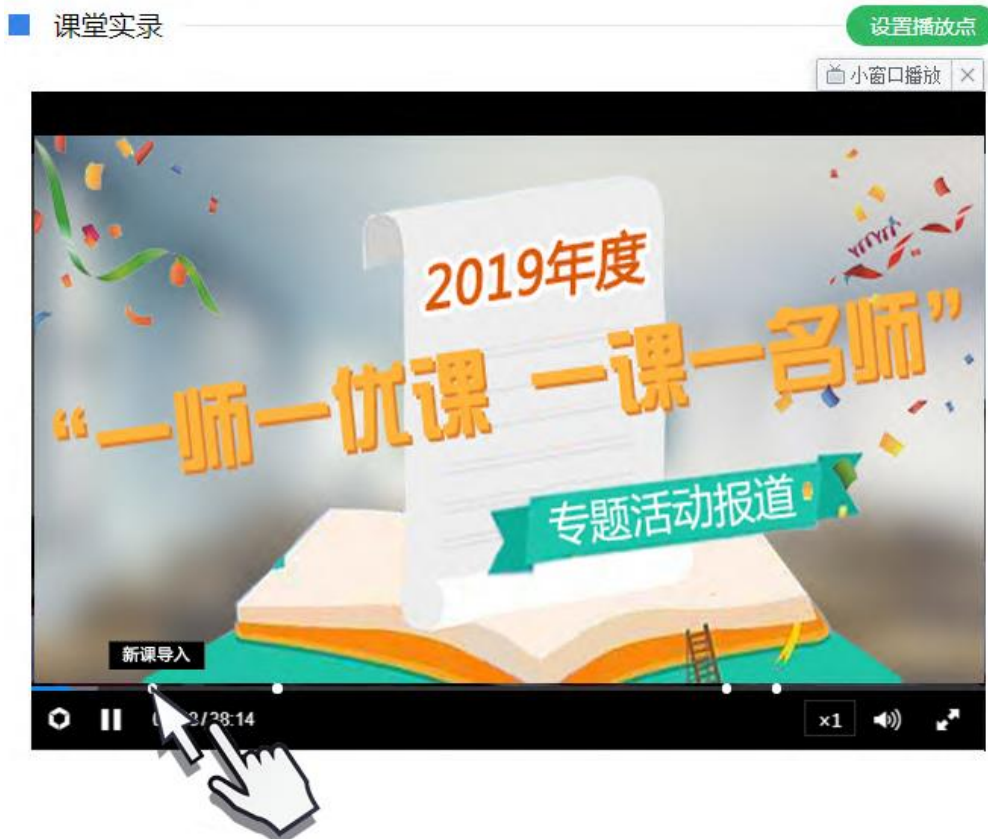 课堂实录
设置播放点
小窗口播放
2019年度
“一师一优课 一课一名师”
专题活动报道
新课导入
/38:14
×1